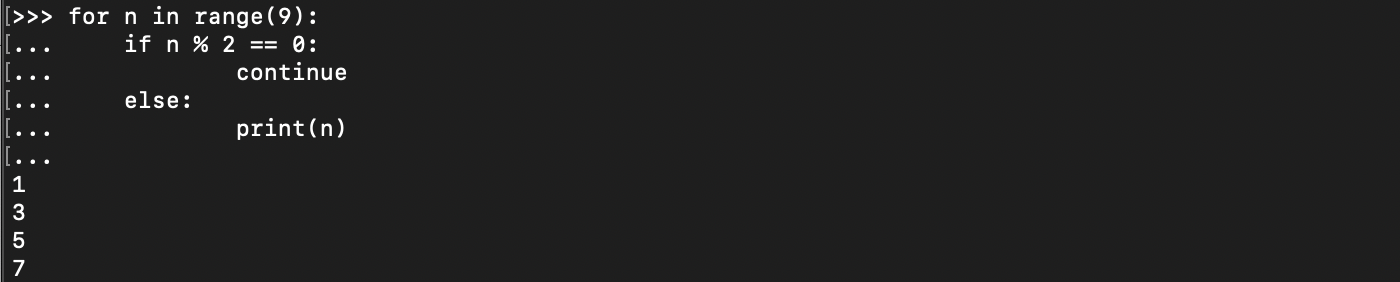 [>>> for n in range(9):
[...     if n % 2 == 0:
[...             continue
[...     else:
[...             print(n)
[...
1
3
5
7